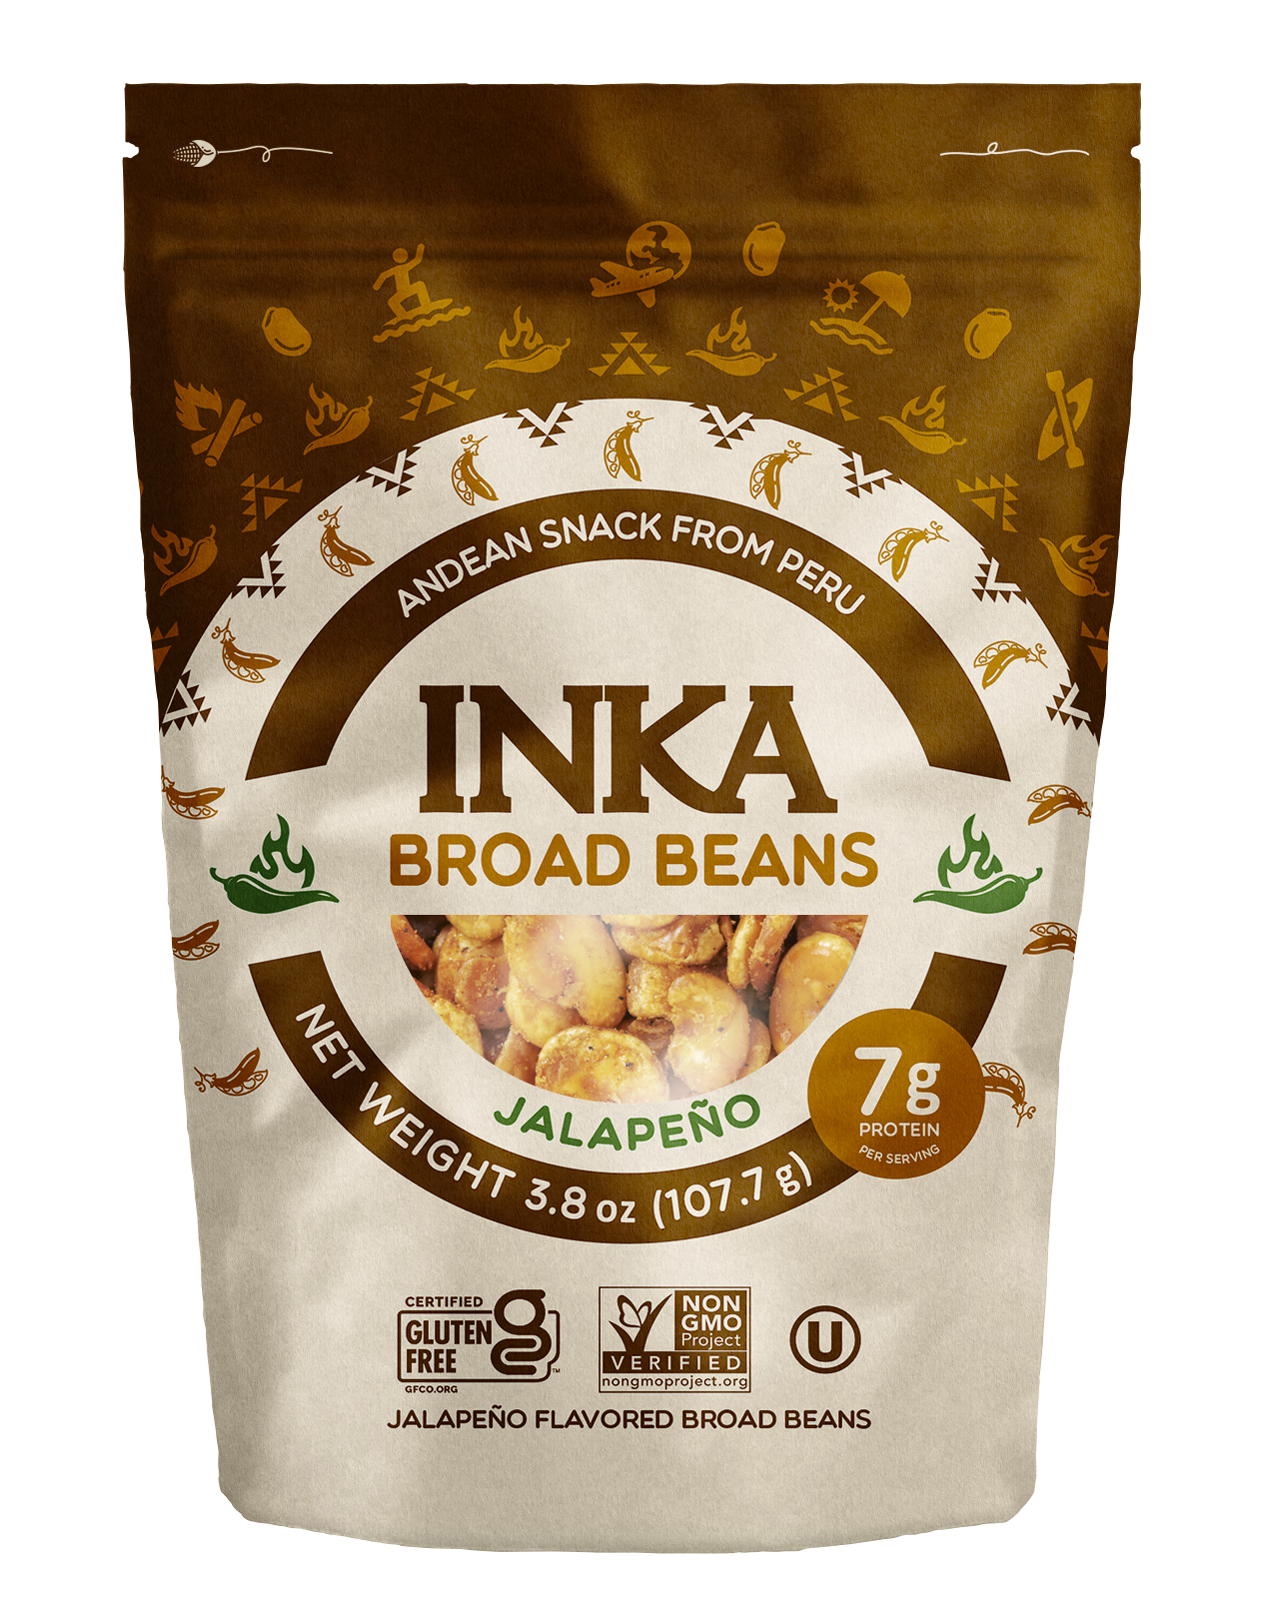 ANDEAN SNACK FROM PERU
INKA
BROAD BEANS
JALAPEÑO
7g
PROTEIN
PER SERVING
NET WEIGHT 3.8 oz (107.7 g)
CERTIFIED
GLUTEN
FREE
g
™
GFCO.ORG
NON
GMO
Project
VERIFIED
nongmoproject.org
U
JALAPEÑO FLAVORED BROAD BEANS